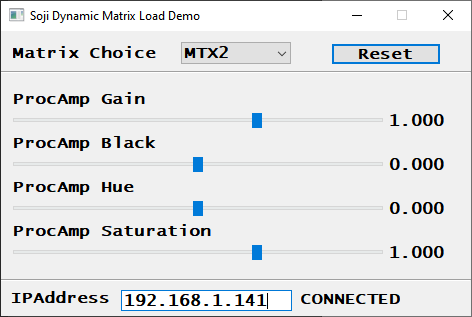 Soji Dynamic Matrix Load Demo
Matrix Choice MTX2 Reset
ProcAmp Gain
1.000
ProcAmp Black
0.000
ProcAmp Hue
0.000
ProcAmp Saturation
1.000
IPAddress 192.168.1.141 CONNECTED